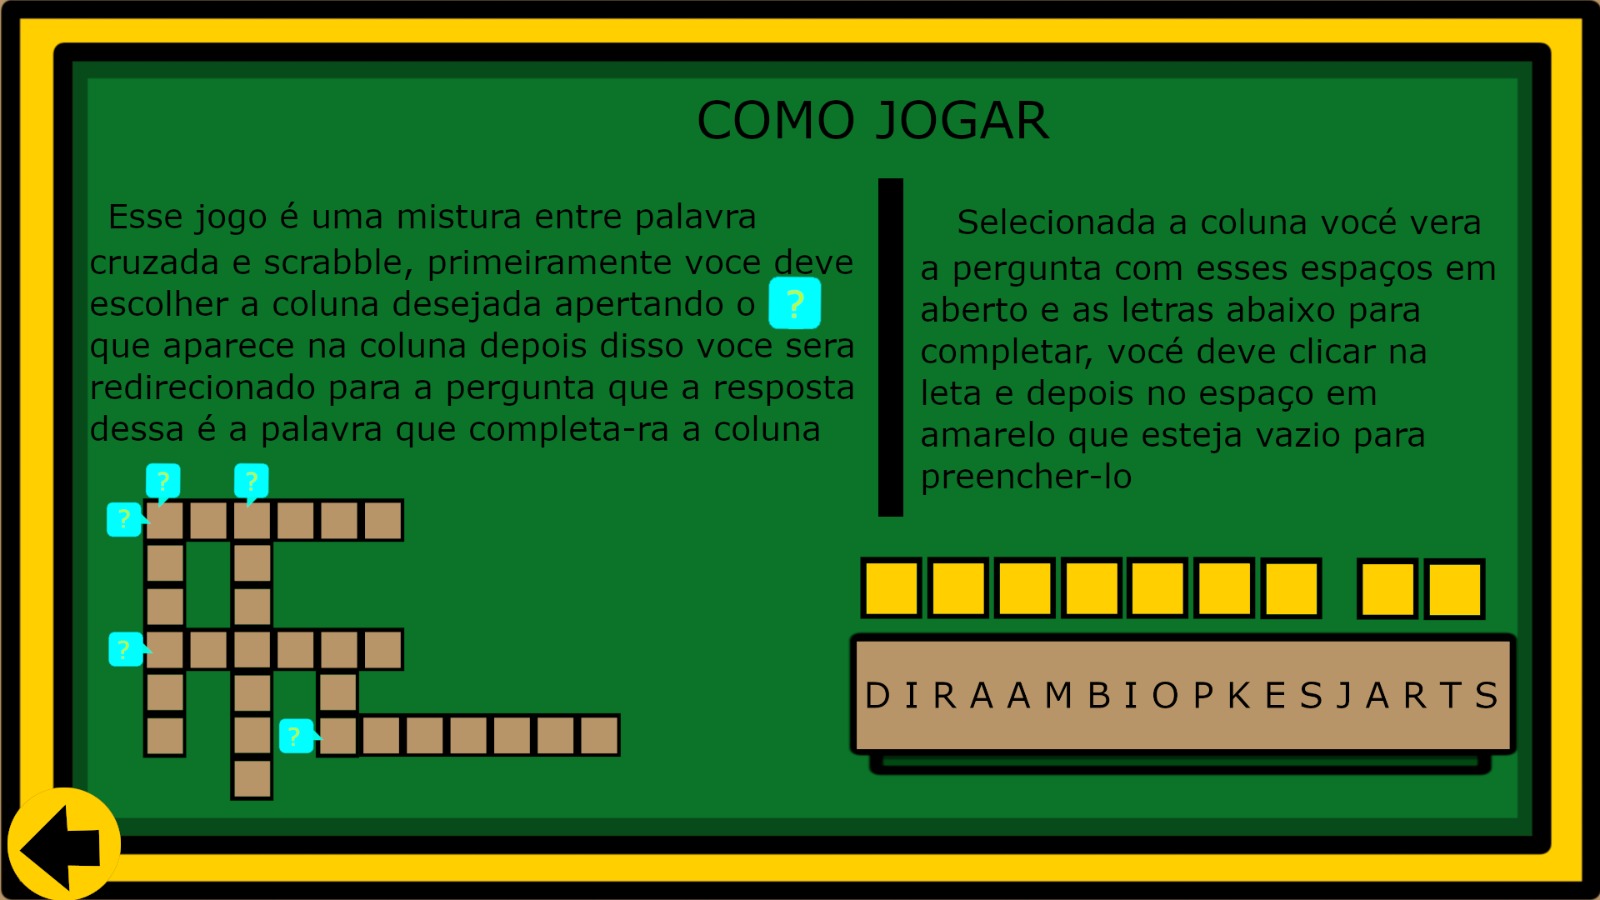 COMO JOGAR
Esse jogo é uma mistura entre palavra
cruzada e scrabble, primeiramente voce deve
escolher a coluna desejada apertando o ?
que aparece na coluna depois disso voce sera
redirecionado para a pergunta que a resposta
dessa é a palavra que completa-ra a coluna
Selecionada a coluna vocé vera
a pergunta com esses espaços em
aberto e as letras abaixo para
completar, vocé deve clicar na
leta e depois no espaço em
amarelo que esteja vazio para
preencher-lo
? ?
?
?
?
D I R A A M B I O P K E S J A R T S